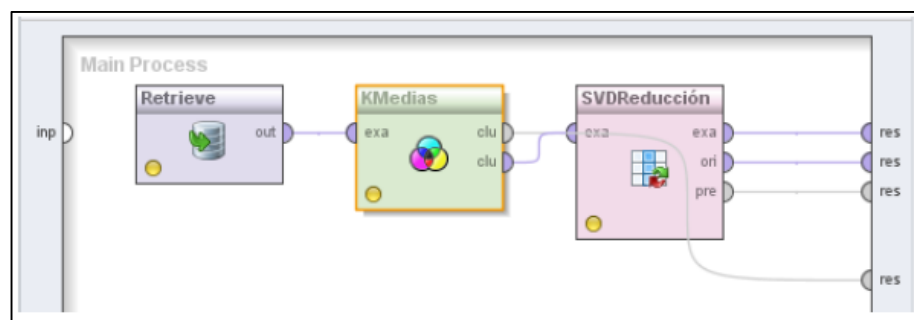 Main Process
Retrieve
KMedias
SVDReducción
inp
out
exa
clu
clu
exa
exa
ori
pre
res
res
res
res